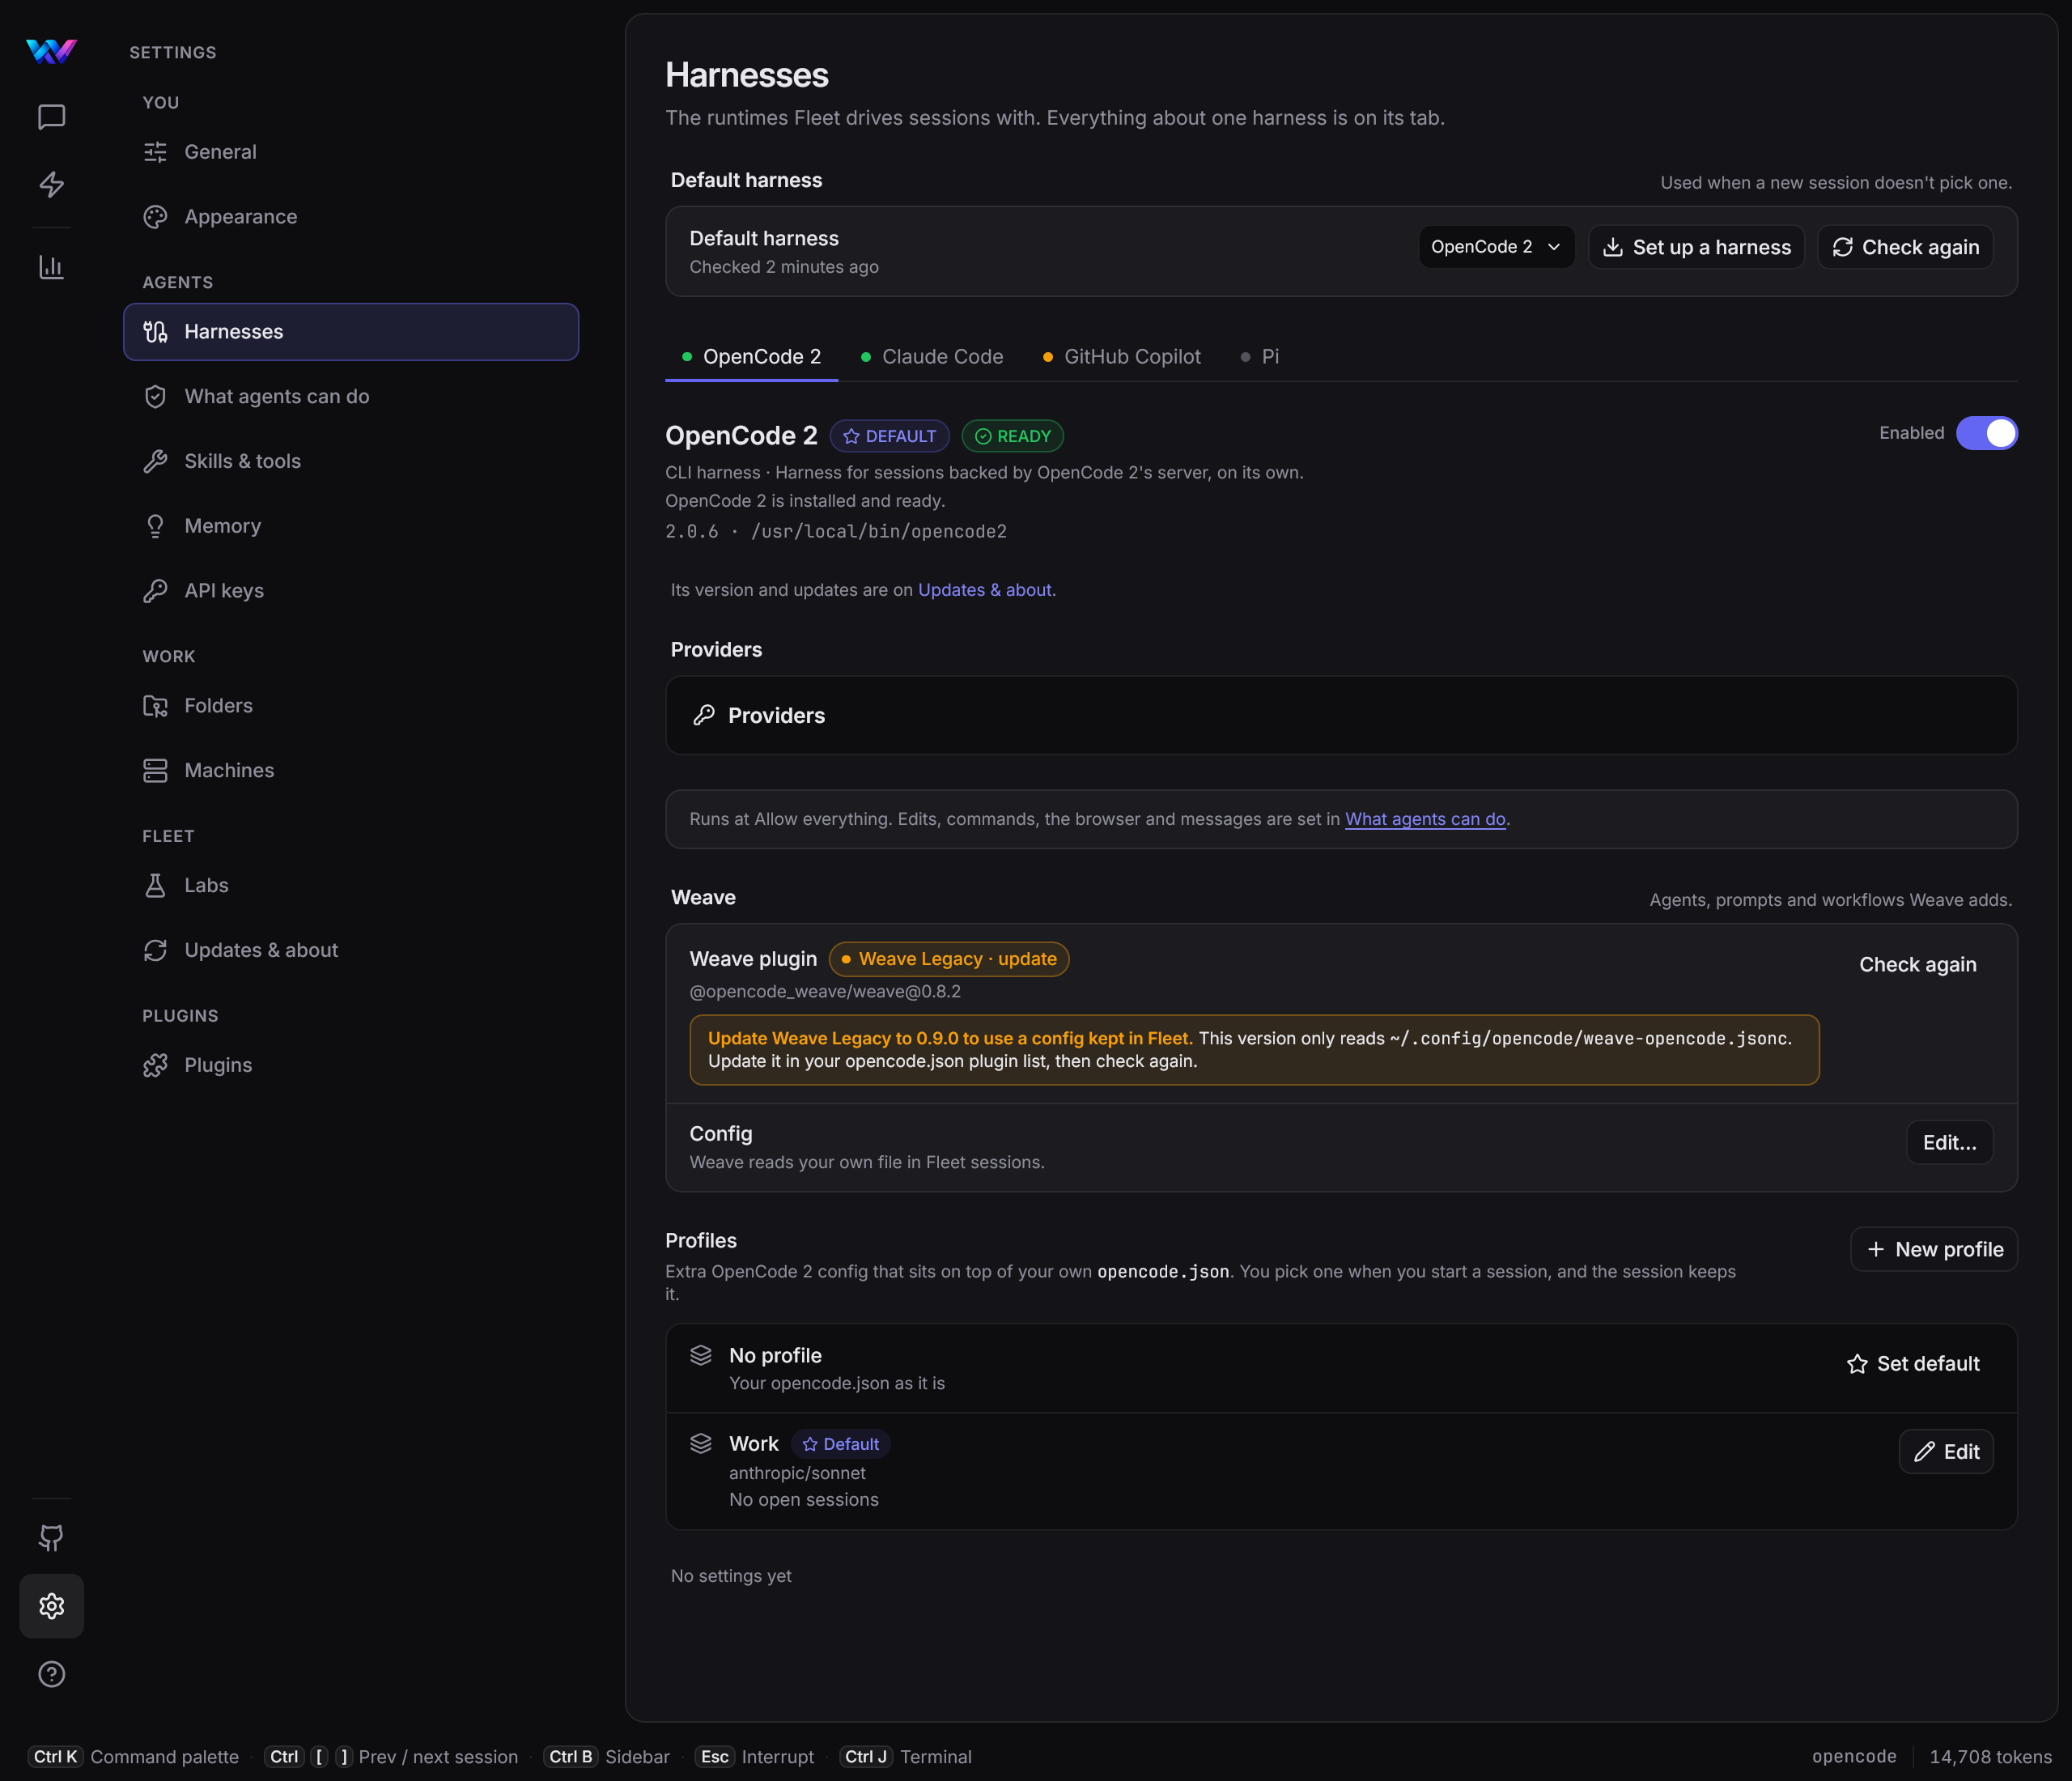 SETTINGS
YOU
General
Appearance
AGENTS
Harnesses
What agents can do
Skills & tools
Memory
API keys
WORK
Folders
Machines
FLEET
Labs
Updates & about
PLUGINS
Plugins
Harnesses
The runtimes Fleet drives sessions with. Everything about one harness is on its tab.
Default harness
Used when a new session doesn't pick one.
Default harness
Checked 2 minutes ago
OpenCode 2
Set up a harness
Check again
OpenCode 2
Claude Code
GitHub Copilot
Pi
OpenCode 2
DEFAULT
READY
Enabled
CLI harness · Harness for sessions backed by OpenCode 2's server, on its own.
OpenCode 2 is installed and ready.
2.0.6 · /usr/local/bin/opencode2
Its version and updates are on Updates & about.
Providers
Providers
Runs at Allow everything. Edits, commands, the browser and messages are set in What agents can do.
Weave
Agents, prompts and workflows Weave adds.
Weave plugin
Weave Legacy · update
Check again
@opencode_weave/weave@0.8.2
Update Weave Legacy to 0.9.0 to use a config kept in Fleet. This version only reads ~/.config/opencode/weave-opencode.jsonc.
Update it in your opencode.json plugin list, then check again.
Config
Weave reads your own file in Fleet sessions.
Edit...
Profiles
New profile
Extra OpenCode 2 config that sits on top of your own opencode.json. You pick one when you start a session, and the session keeps
it.
No profile
Your opencode.json as it is
Set default
Work
Default
anthropic/sonnet
No open sessions
Edit
No settings yet
Ctrl K Command palette · Ctrl [ ] Prev / next session · Ctrl B Sidebar · Esc Interrupt · Ctrl J Terminal
opencode
14,708 tokens